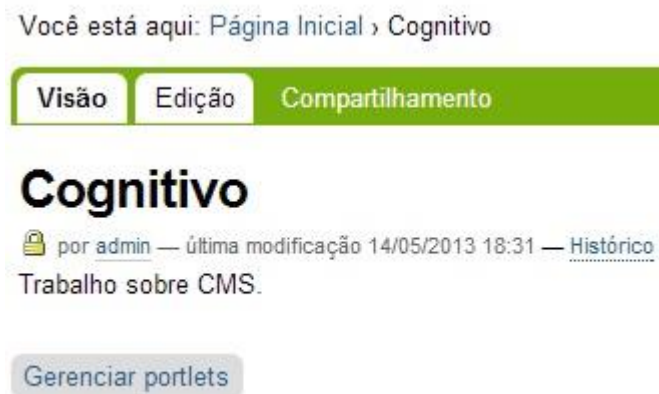 Você está aqui: Página Inicial › Cognitivo
Visão Edição Compartilhamento
Cognitivo
por admin — última modificação 14/05/2013 18:31 — Histórico
Trabalho sobre CMS.
Gerenciar portlets